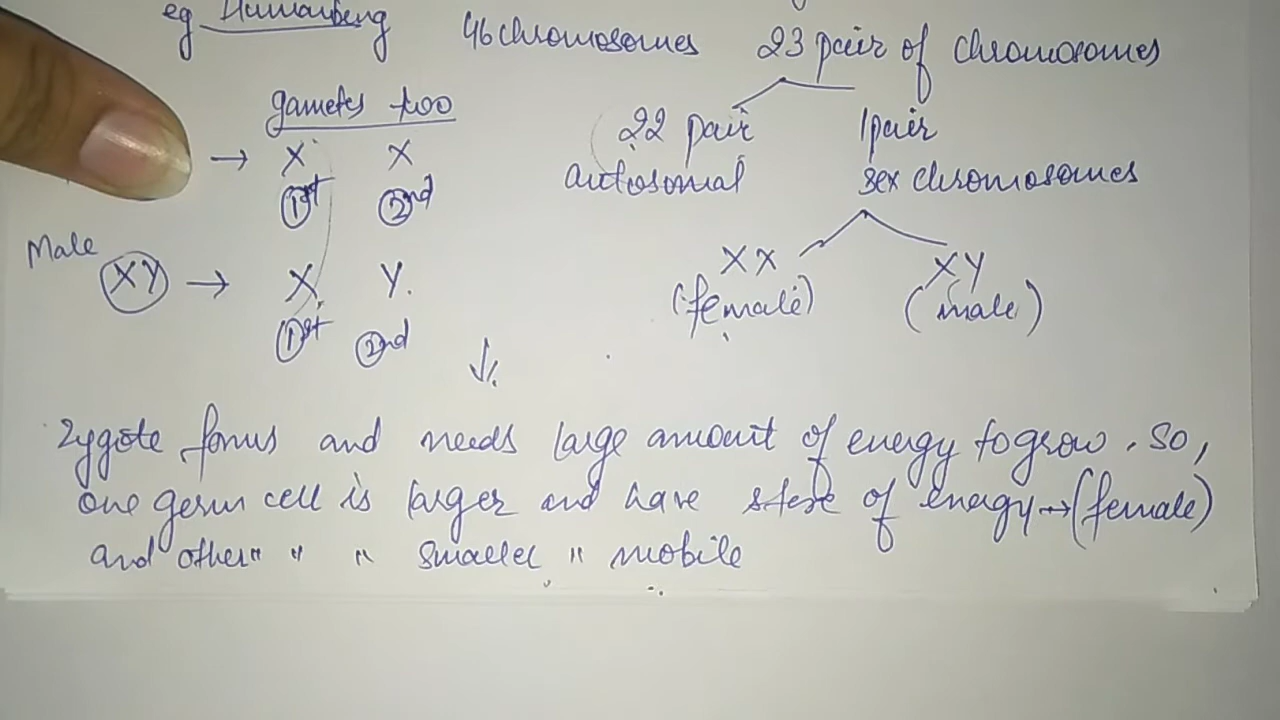 eg Humanbeng 46 chromosomes 23 pair of chromosomes
gametes two
22 pair 1 pair
→ X X
autosomal sex chromosomes
1st 2nd
Male XY → X Y.
XX XY
(female) (male)
1st 2nd
Zygote forms and needs large amount of energy to grow. So,
one germ cell is larger and have store of energy → (female)
and other " " " smaller " mobile